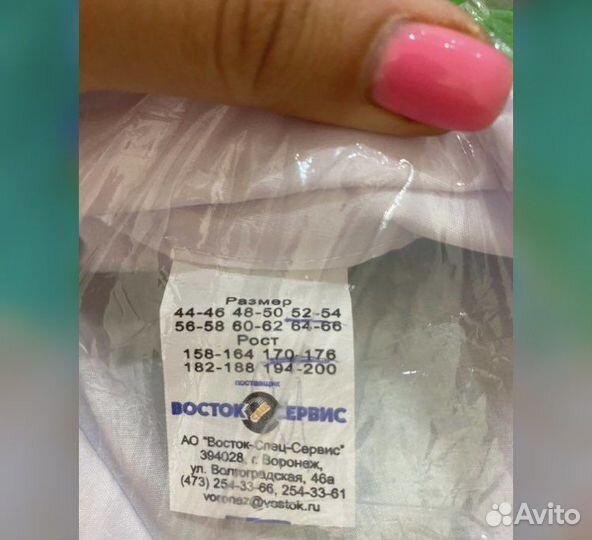 Размер
44-46 48-50 52-54
56-58 60-62 64-66
Рост
158-164 170-176
182-188 194-200
поставщик
ВОСТОК СЕРВИС
АО "Восток-Спец-Сервис"
394028, г. Воронеж,
ул. Волгоградская, 46а
(473) 254-33-66, 254-33-61
voronez@vostok.ru
Avito